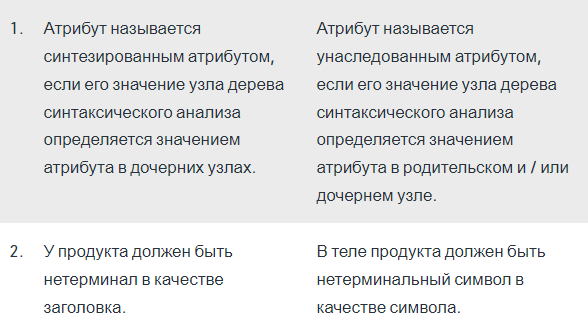 1. Атрибут называется
синтезированным атрибутом,
если его значение узла дерева
синтаксического анализа
определяется значением
атрибута в дочерних узлах.
Атрибут называется
унаследованным атрибутом,
если его значение узла дерева
синтаксического анализа
определяется значением
атрибута в родительском и / или
дочернем узле.
2. У продукта должен быть
нетерминал в качестве
заголовка.
В теле продукта должен быть
нетерминальный символ в
качестве символа.